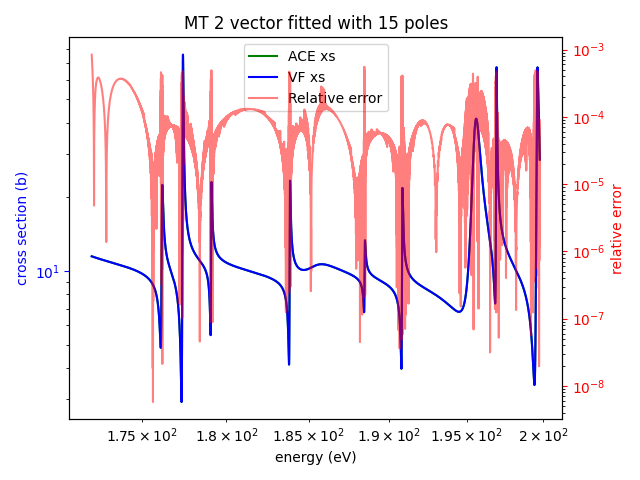 MT 2 vector fitted with 15 poles
ACE xs
VF xs
Relative error
cross section (b)
10¹
10⁻³
10⁻⁴
10⁻⁵
10⁻⁶
10⁻⁷
10⁻⁸
relative error
1.75 × 10² 1.8 × 10² 1.85 × 10² 1.9 × 10² 1.95 × 10² 2 × 10²
energy (eV)